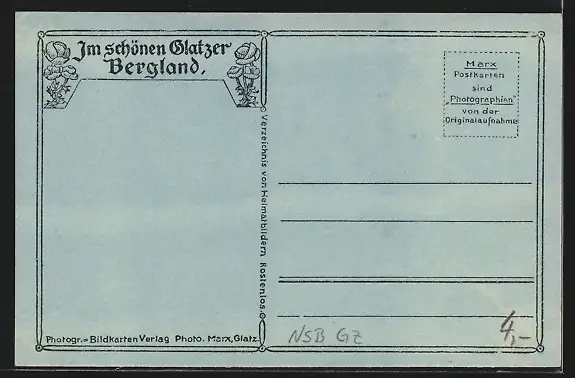 Im schönen Glatzer
Bergland.
Marx
Postkarten
sind
„Photographien"
von der
Originalaufnahme
Verzeichnis von Heimatbildern Kostenlos.
Photogr.=Bildkarten Verlag Photo. Marx, Glatz.
NSB GZ
4,-